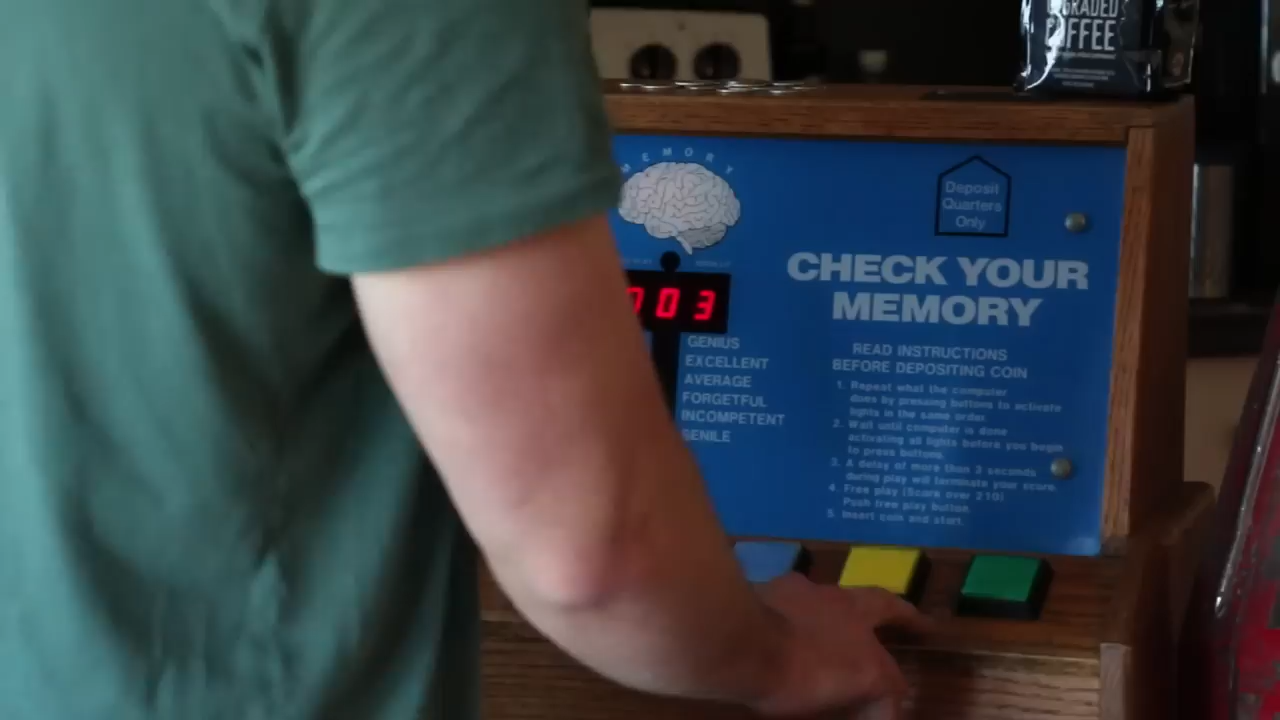 UPGRADED
COFFEE
MEMORY
Deposit
Quarters
Only
CHECK YOUR
MEMORY
003
GENIUS
EXCELLENT
AVERAGE
FORGETFUL
INCOMPETENT
SENILE
READ INSTRUCTIONS
BEFORE DEPOSITING COIN
1. Repeat what the computer
does by pressing buttons to activate
lights in the same order.
2. Wait until computer is done
activating all lights before you begin
to press buttons.
3. A delay of more than 3 seconds
during play will terminate your score.
4. Free play (Score over 210)
Push free play button
5. Insert coin and start.